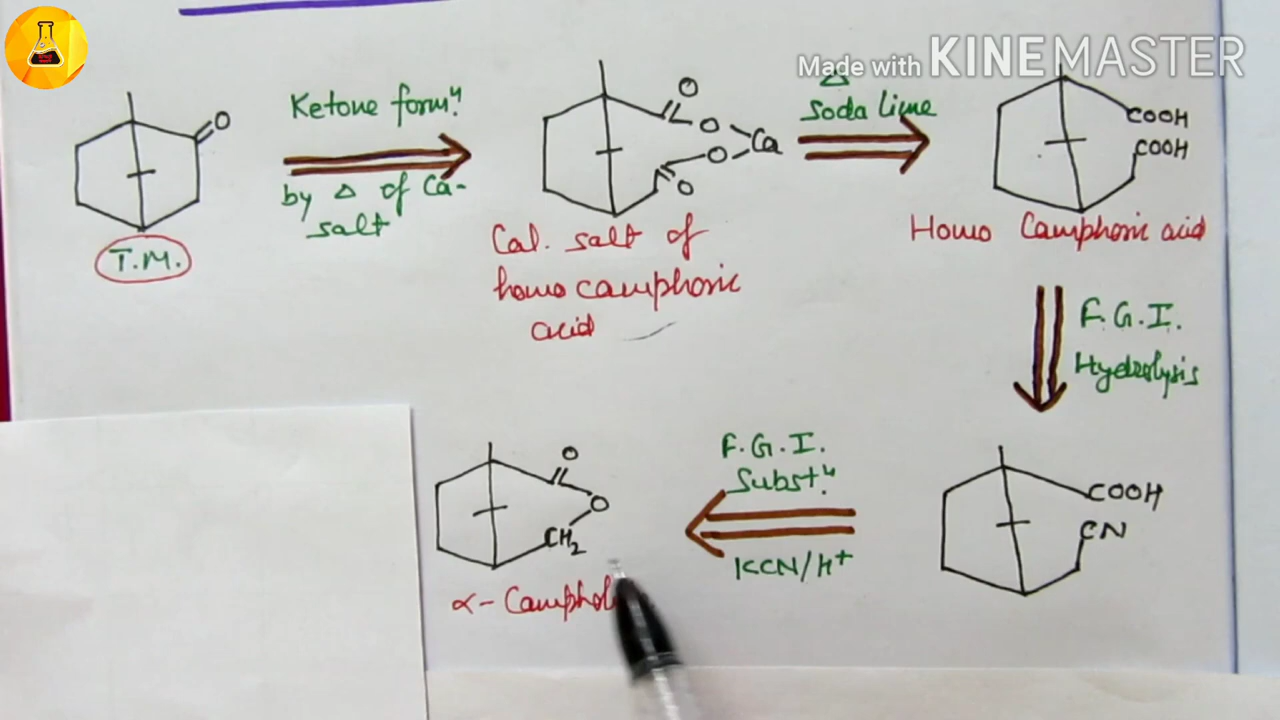 Made with KINEMASTER
Ketone formⁿ.
by △ of Ca-
salt
T.M.
O
O
O
Ca
O
O
Cal. salt of
homo camphoric
acid
△
Soda lime
COOH
COOH
Homo Camphoric acid
F.G.I.
Hydrolysis
COOH
CN
F.G.I.
Substⁿ.
KCN/H+
O
O
CH2
α-